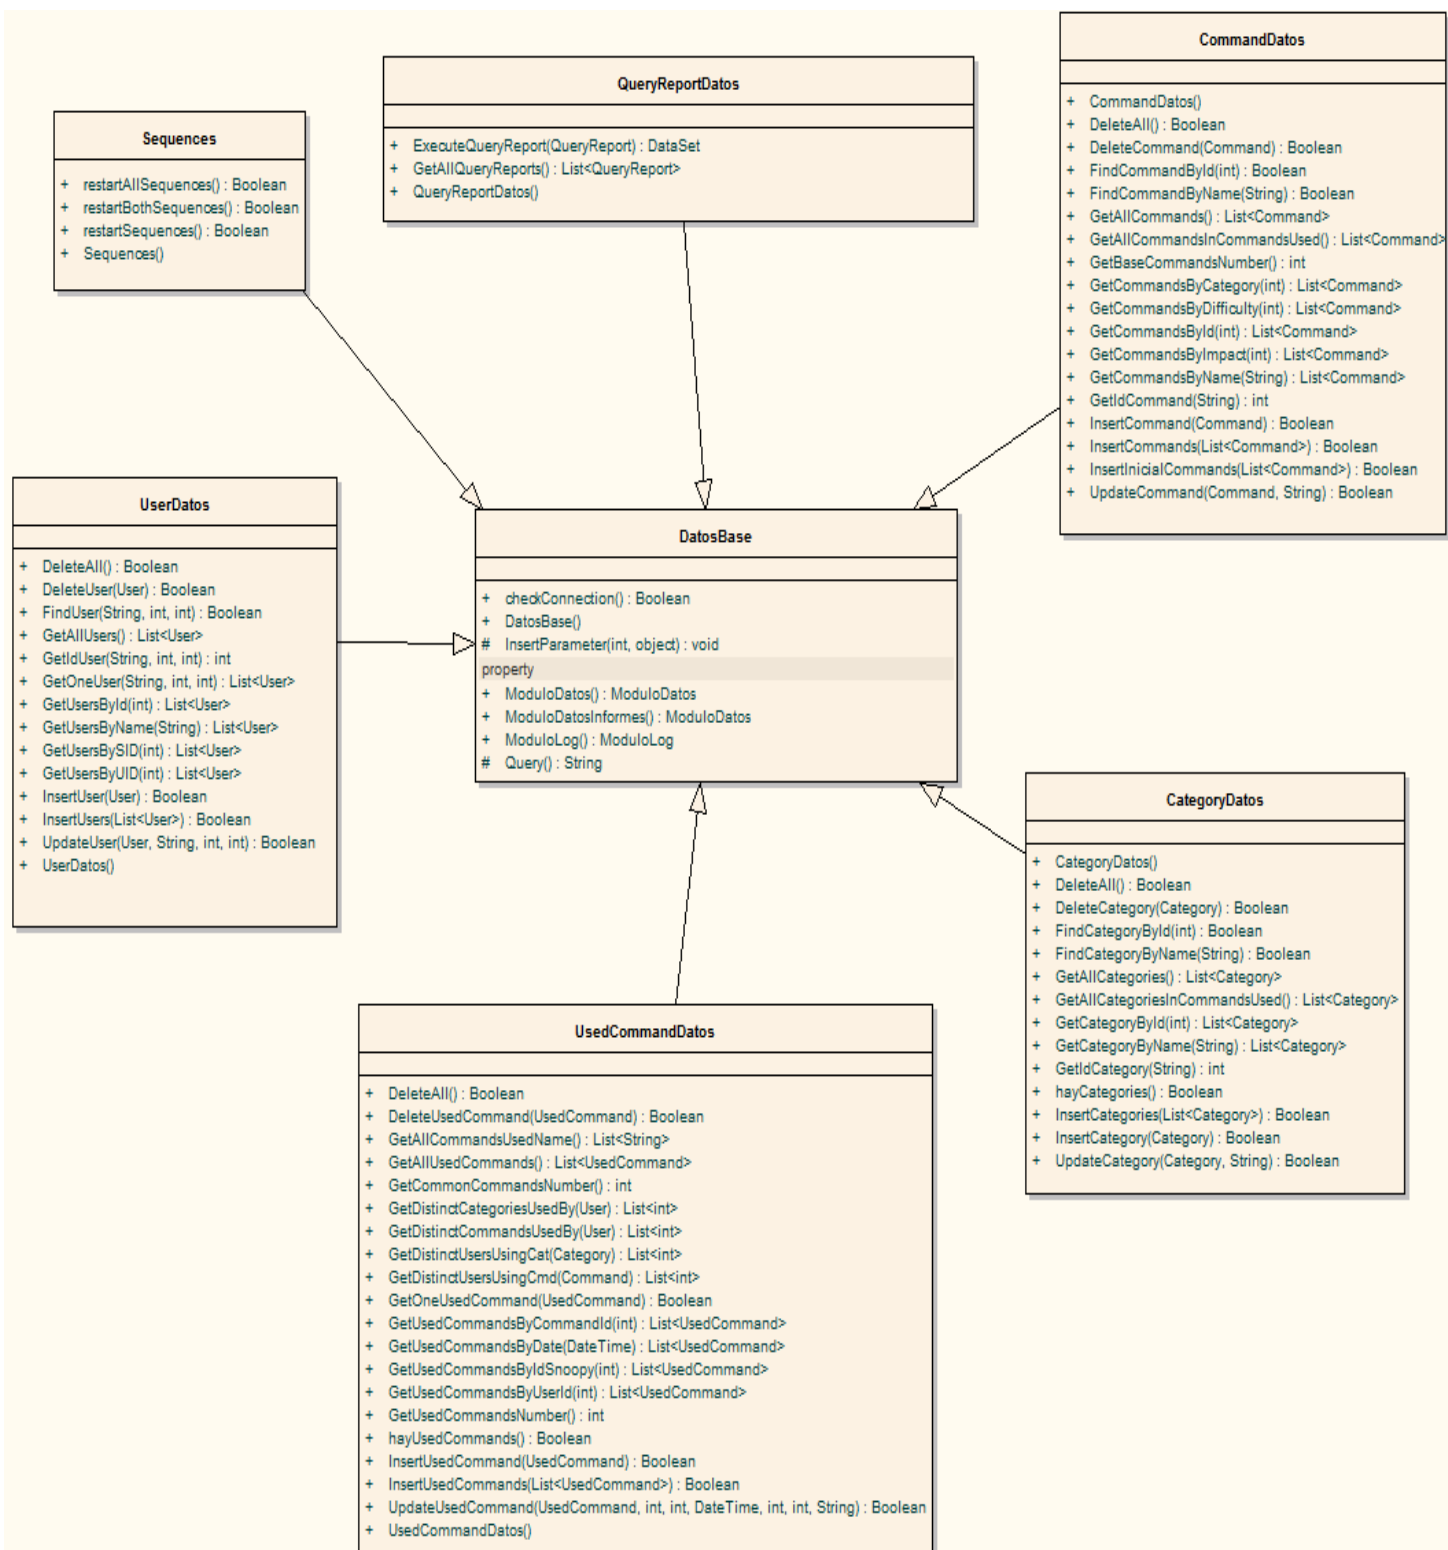 Sequences
+ restartAllSequences() : Boolean
+ restartBothSequences() : Boolean
+ restartSequences() : Boolean
+ Sequences()
QueryReportDatos
+ ExecuteQueryReport(QueryReport) : DataSet
+ GetAllQueryReports() : List<QueryReport>
+ QueryReportDatos()
CommandDatos
+ CommandDatos()
+ DeleteAll() : Boolean
+ DeleteCommand(Command) : Boolean
+ FindCommandById(int) : Boolean
+ FindCommandByName(String) : Boolean
+ GetAllCommands() : List<Command>
+ GetAllCommandsInCommandsUsed() : List<Command>
+ GetBaseCommandsNumber() : int
+ GetCommandsByCategory(int) : List<Command>
+ GetCommandsByDifficulty(int) : List<Command>
+ GetCommandsById(int) : List<Command>
+ GetCommandsByImpact(int) : List<Command>
+ GetCommandsByName(String) : List<Command>
+ GetIdCommand(String) : int
+ InsertCommand(Command) : Boolean
+ InsertCommands(List<Command>) : Boolean
+ InsertInicialCommands(List<Command>) : Boolean
+ UpdateCommand(Command, String) : Boolean
UserDatos
+ DeleteAll() : Boolean
+ DeleteUser(User) : Boolean
+ FindUser(String, int, int) : Boolean
+ GetAllUsers() : List<User>
+ GetIdUser(String, int, int) : int
+ GetOneUser(String, int, int) : List<User>
+ GetUsersById(int) : List<User>
+ GetUsersByName(String) : List<User>
+ GetUsersBySID(int) : List<User>
+ GetUsersByUID(int) : List<User>
+ InsertUser(User) : Boolean
+ InsertUsers(List<User>) : Boolean
+ UpdateUser(User, String, int, int) : Boolean
+ UserDatos()
DatosBase
+ checkConnection() : Boolean
+ DatosBase()
# InsertParameter(int, object) : void
property
+ ModuloDatos() : ModuloDatos
+ ModuloDatosInformes() : ModuloDatos
+ ModuloLog() : ModuloLog
# Query() : String
CategoryDatos
+ CategoryDatos()
+ DeleteAll() : Boolean
+ DeleteCategory(Category) : Boolean
+ FindCategoryById(int) : Boolean
+ FindCategoryByName(String) : Boolean
+ GetAllCategories() : List<Category>
+ GetAllCategoriesInCommandsUsed() : List<Category>
+ GetCategoryById(int) : List<Category>
+ GetCategoryByName(String) : List<Category>
+ GetIdCategory(String) : int
+ hayCategories() : Boolean
+ InsertCategories(List<Category>) : Boolean
+ InsertCategory(Category) : Boolean
+ UpdateCategory(Category, String) : Boolean
UsedCommandDatos
+ DeleteAll() : Boolean
+ DeleteUsedCommand(UsedCommand) : Boolean
+ GetAllCommandsUsedName() : List<String>
+ GetAllUsedCommands() : List<UsedCommand>
+ GetCommonCommandsNumber() : int
+ GetDistinctCategoriesUsedBy(User) : List<int>
+ GetDistinctCommandsUsedBy(User) : List<int>
+ GetDistinctUsersUsingCat(Category) : List<int>
+ GetDistinctUsersUsingCmd(Command) : List<int>
+ GetOneUsedCommand(UsedCommand) : Boolean
+ GetUsedCommandsByCommandId(int) : List<UsedCommand>
+ GetUsedCommandsByDate(DateTime) : List<UsedCommand>
+ GetUsedCommandsByIdSnoopy(int) : List<UsedCommand>
+ GetUsedCommandsByUserId(int) : List<UsedCommand>
+ GetUsedCommandsNumber() : int
+ hayUsedCommands() : Boolean
+ InsertUsedCommand(UsedCommand) : Boolean
+ InsertUsedCommands(List<UsedCommand>) : Boolean
+ UpdateUsedCommand(UsedCommand, int, int, DateTime, int, int, String) : Boolean
+ UsedCommandDatos()